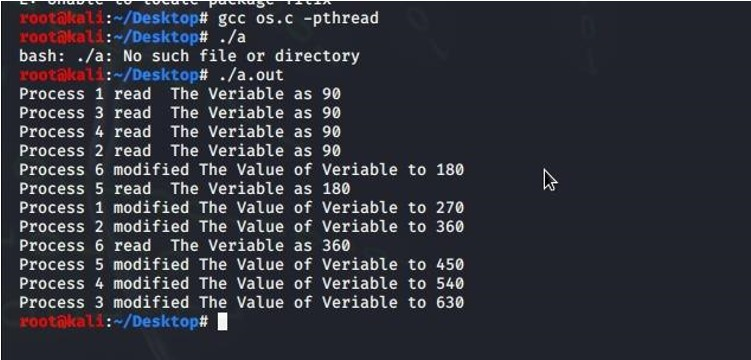 E: Unable to locate package filix
root@kali:~/Desktop# gcc os.c -pthread
root@kali:~/Desktop# ./a
bash: ./a: No such file or directory
root@kali:~/Desktop# ./a.out
Process 1 read  The Veriable as 90
Process 3 read  The Veriable as 90
Process 4 read  The Veriable as 90
Process 2 read  The Veriable as 90
Process 6 modified The Value of Veriable to 180
Process 5 read  The Veriable as 180
Process 1 modified The Value of Veriable to 270
Process 2 modified The Value of Veriable to 360
Process 6 read  The Veriable as 360
Process 5 modified The Value of Veriable to 450
Process 4 modified The Value of Veriable to 540
Process 3 modified The Value of Veriable to 630
root@kali:~/Desktop#